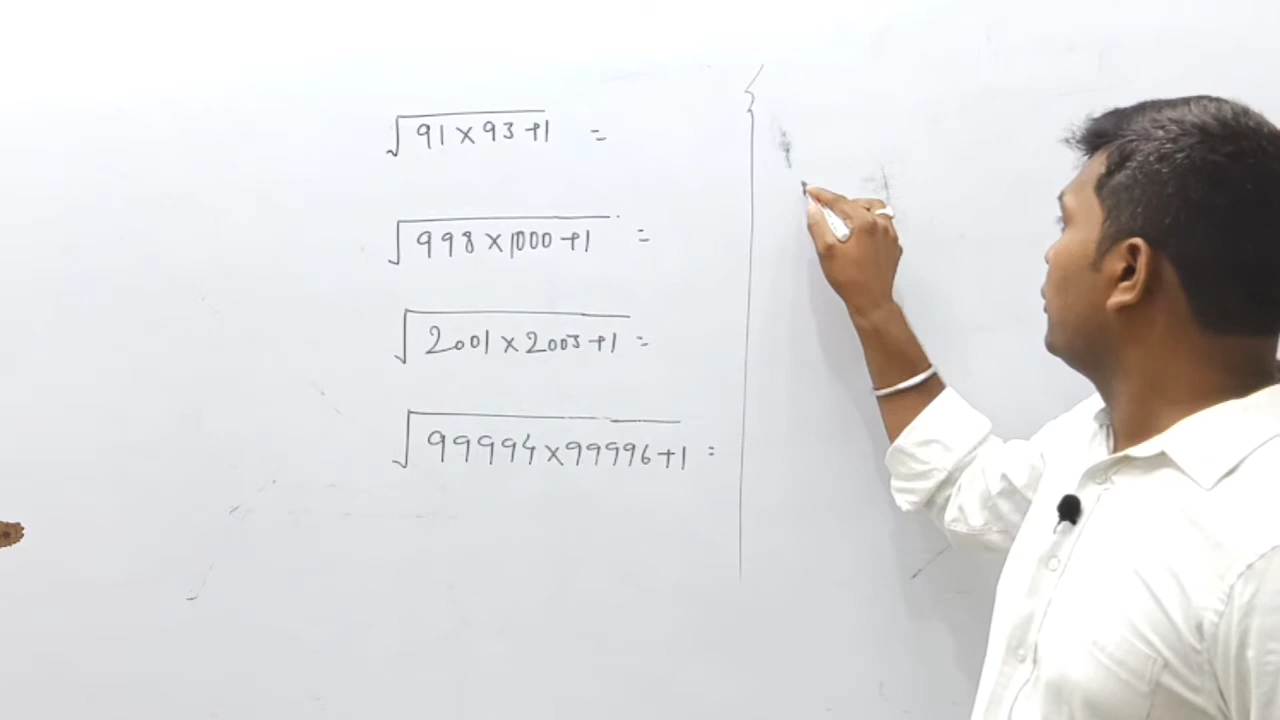 √91×93+1 =
√998×1000+1 =
√2001×2003+1 =
√99994×99996+1 =